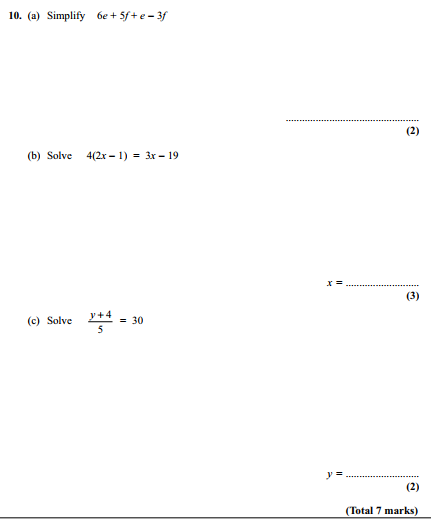 10. (a) Simplify 6e + 5f + e – 3f
........................................................
(2)
(b) Solve 4(2x – 1) = 3x – 19
x = ..............................
(3)
(c) Solve y + 4 / 5 = 30
y = ..............................
(2)
(Total 7 marks)